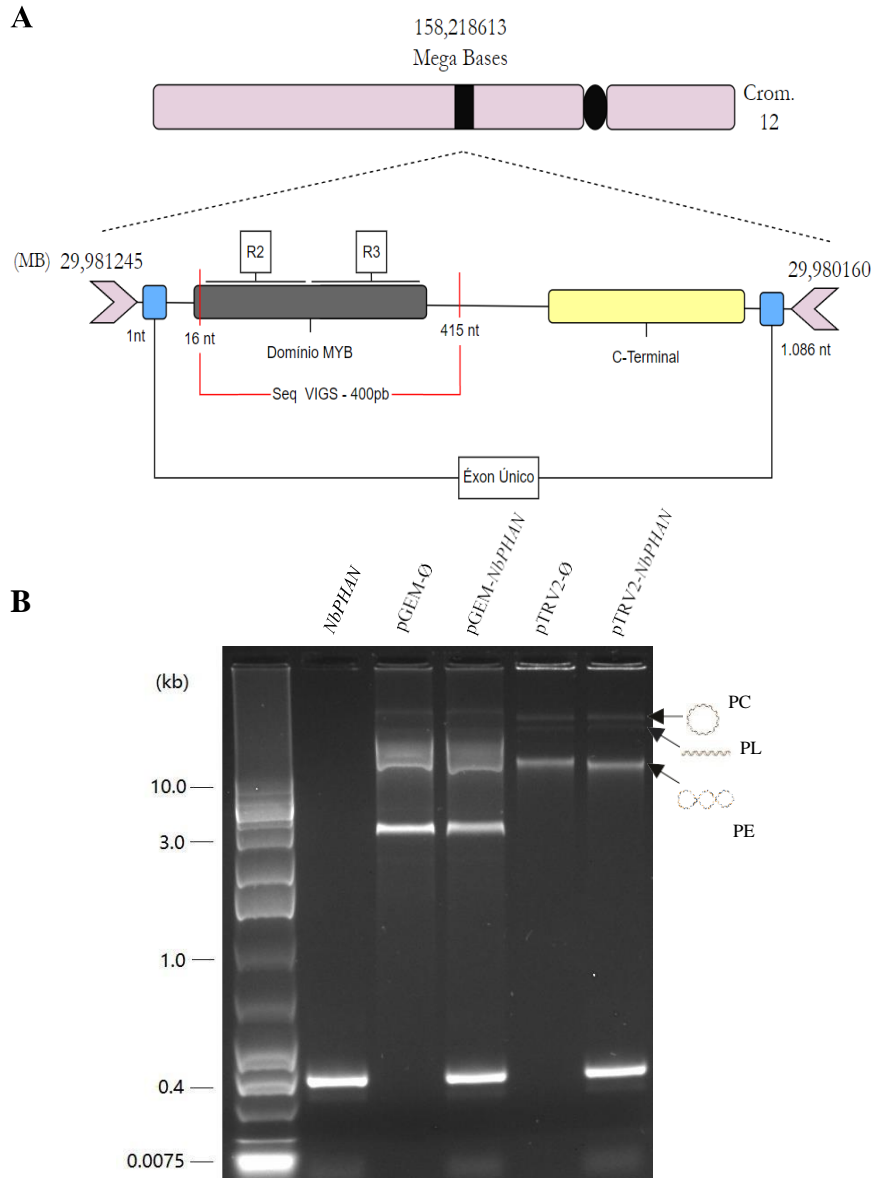 A
158,218613
Mega Bases
Crom.
12
(MB) 29,981245
R2
R3
29,980160
1nt
16 nt
Domínio MYB
415 nt
C-Terminal
1.086 nt
Seq VIGS - 400pb
Éxon Único
B
NbPHAN
pGEM-Ø
pGEM-NbPHAN
pTRV2-Ø
pTRV2-NbPHAN
(kb)
PC
PL
PE
10.0
3.0
1.0
0.4
0.0075